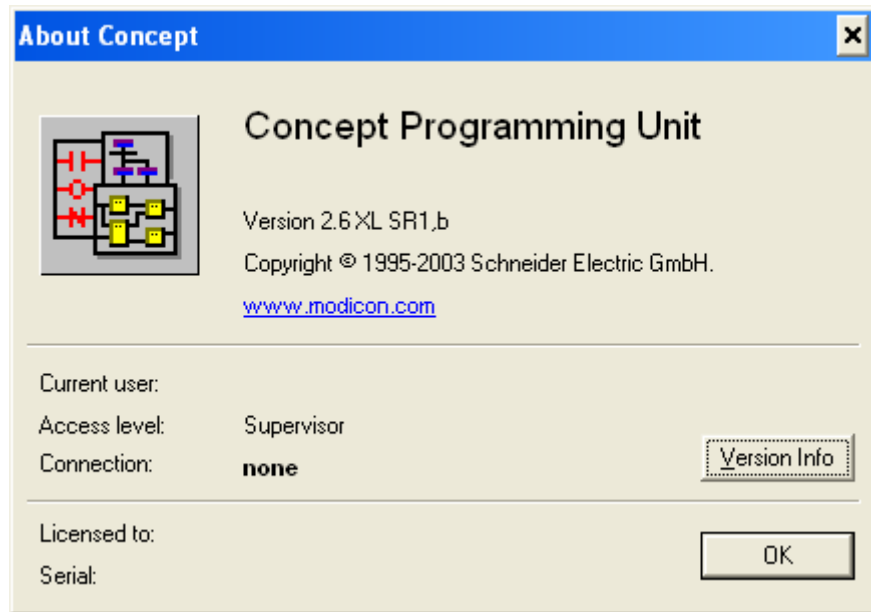 About Concept
Concept Programming Unit
Version 2.6 XL SR1,b
Copyright © 1995-2003 Schneider Electric GmbH.
www.modicon.com
Current user:
Access level: Supervisor
Connection: none
Version Info
Licensed to:
Serial:
OK